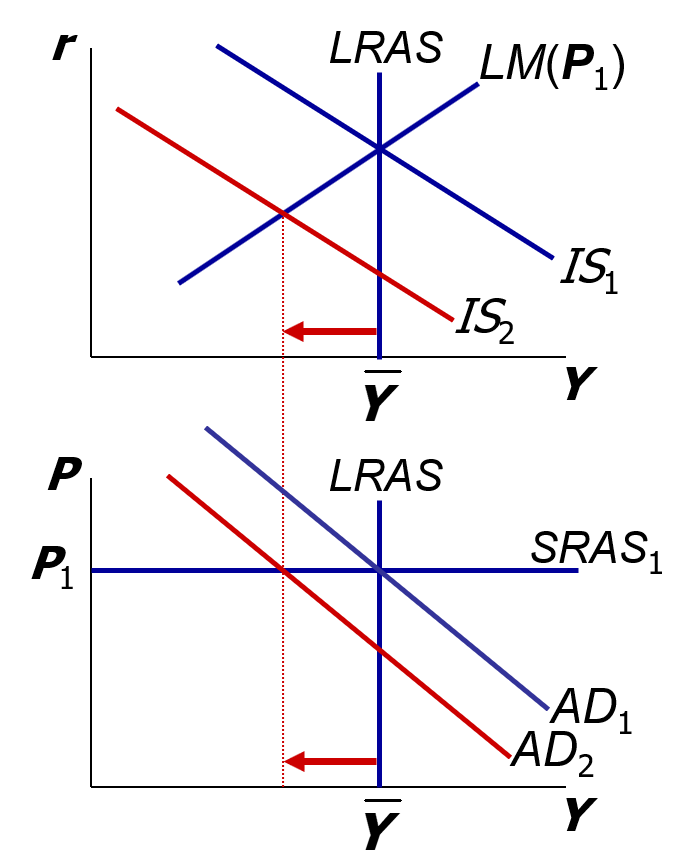 r
LRAS
LM(P₁)
IS₁
IS₂
Y̅
Y
P
LRAS
P₁
SRAS₁
AD₁
AD₂
Y̅
Y